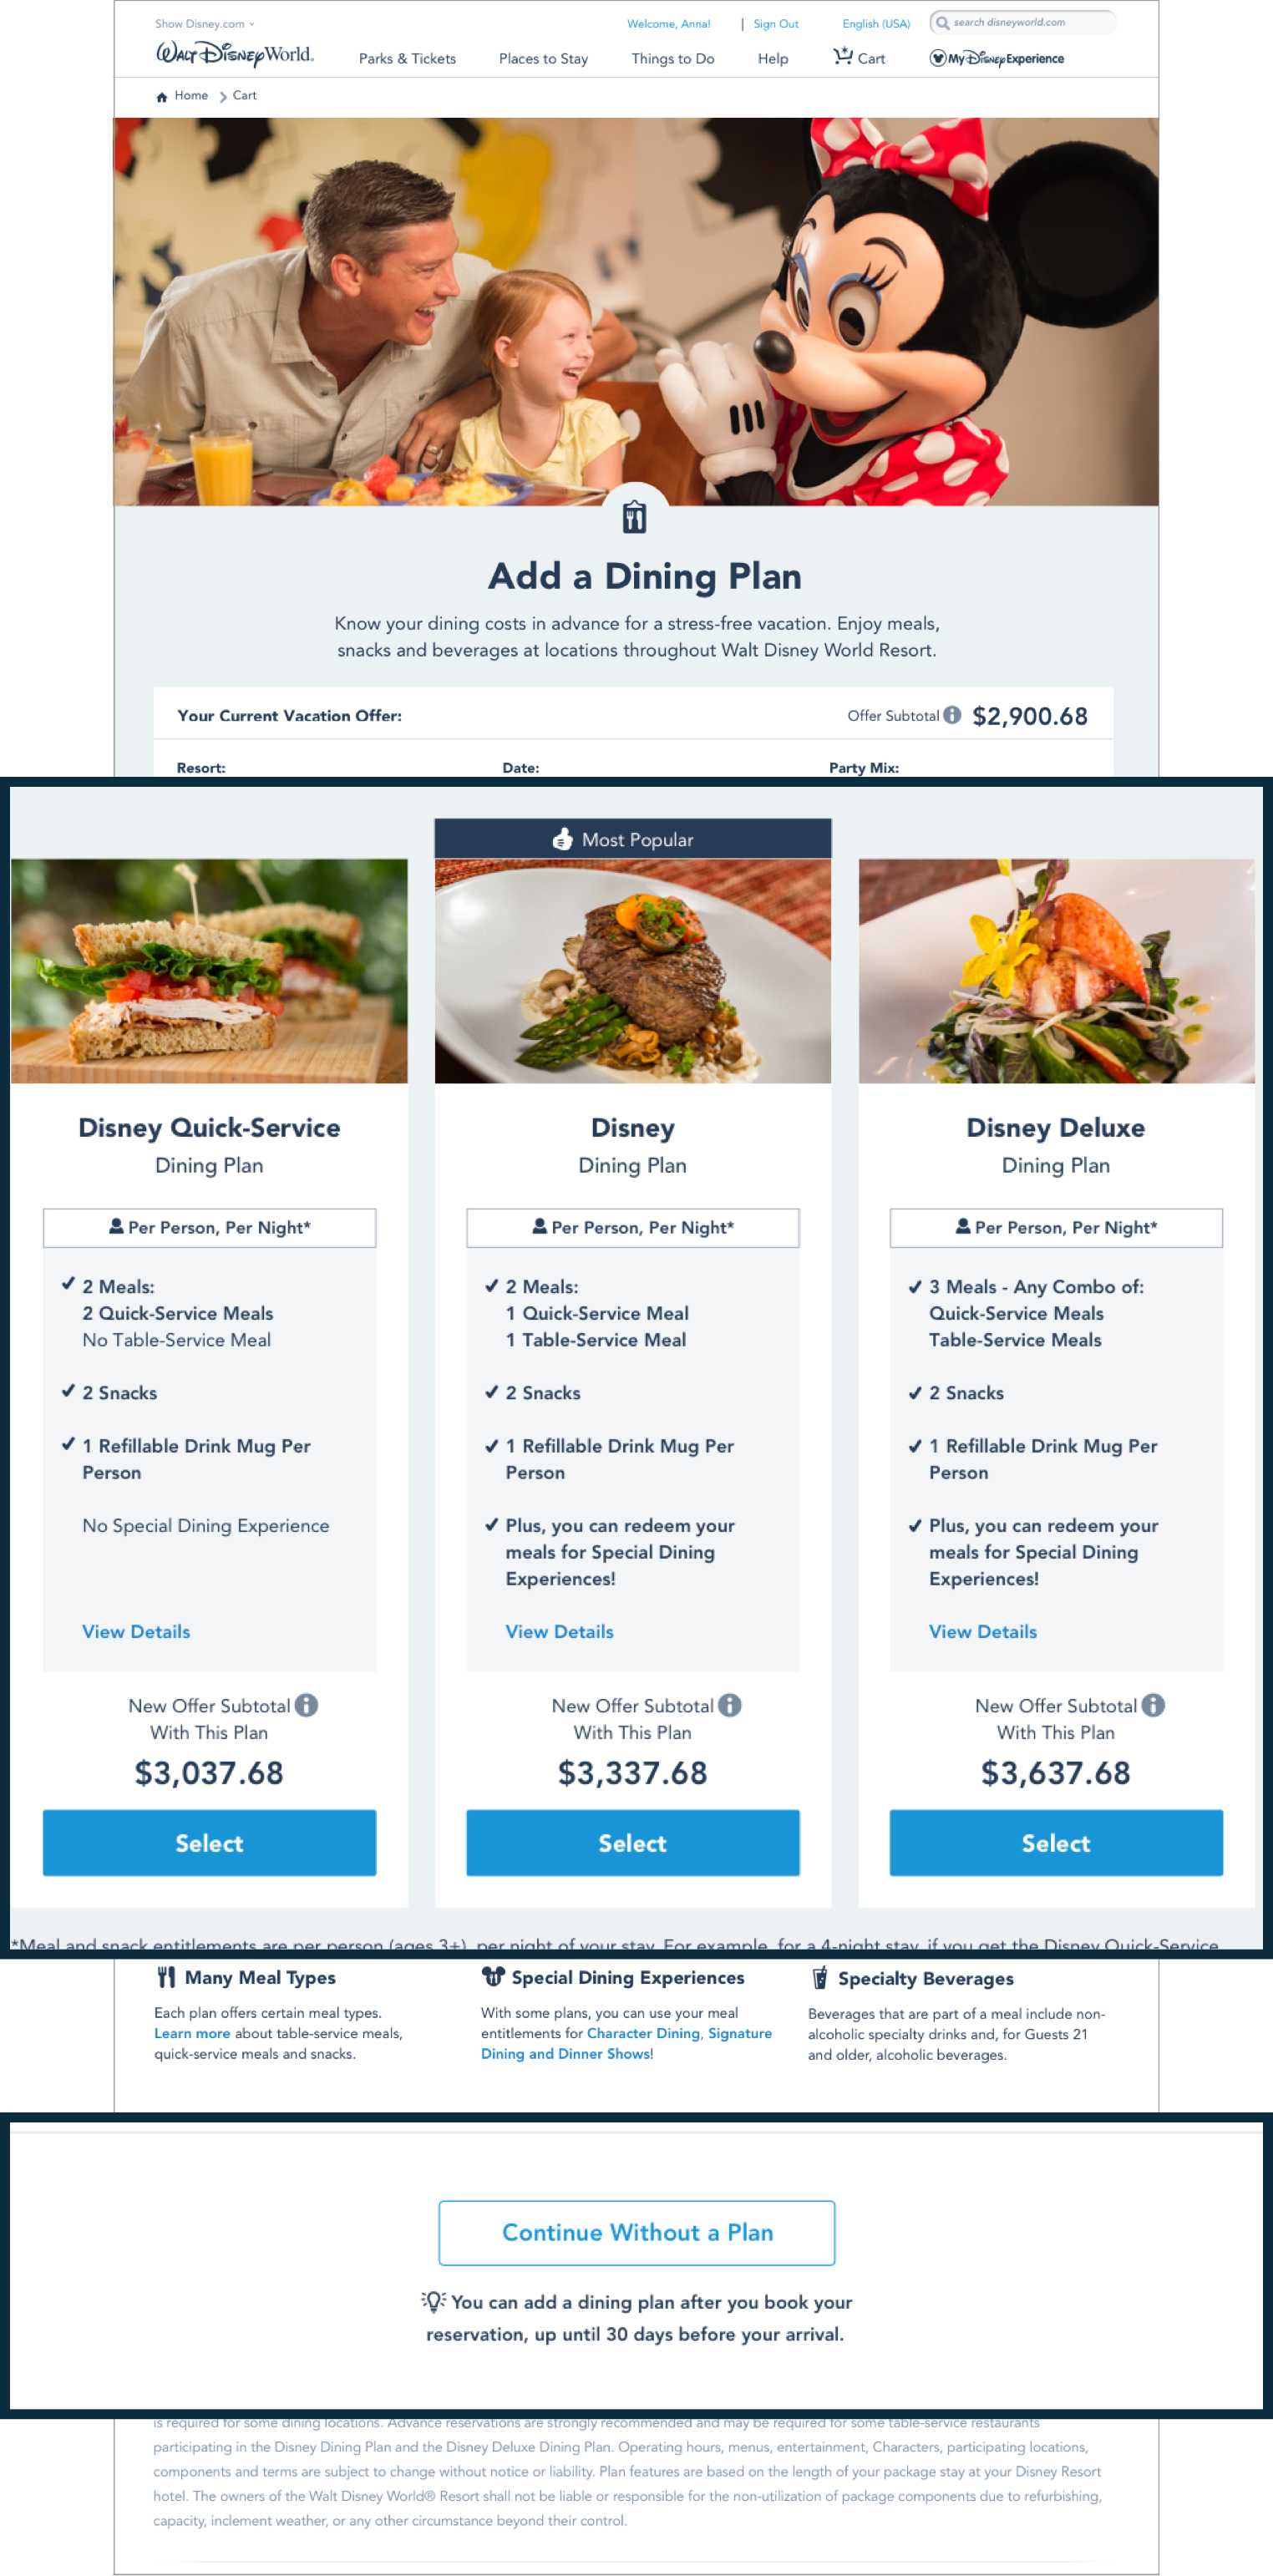 Show Disney.com
Welcome, Anna! | Sign Out English (USA) search disneyworld.com
Walt Disney World. Parks & Tickets Places to Stay Things to Do Help Cart My Disney Experience
Home > Cart
Add a Dining Plan
Know your dining costs in advance for a stress-free vacation. Enjoy meals,
snacks and beverages at locations throughout Walt Disney World Resort.
Your Current Vacation Offer: Offer Subtotal $2,900.68
Resort: Date: Party Mix:
Most Popular
Disney Quick-Service
Dining Plan
Per Person, Per Night*
2 Meals:
2 Quick-Service Meals
No Table-Service Meal
2 Snacks
1 Refillable Drink Mug Per
Person
No Special Dining Experience
View Details
New Offer Subtotal
With This Plan
$3,037.68
Select
Disney
Dining Plan
Per Person, Per Night*
2 Meals:
1 Quick-Service Meal
1 Table-Service Meal
2 Snacks
1 Refillable Drink Mug Per
Person
Plus, you can redeem your
meals for Special Dining
Experiences!
View Details
New Offer Subtotal
With This Plan
$3,337.68
Select
Disney Deluxe
Dining Plan
Per Person, Per Night*
3 Meals - Any Combo of:
Quick-Service Meals
Table-Service Meals
2 Snacks
1 Refillable Drink Mug Per
Person
Plus, you can redeem your
meals for Special Dining
Experiences!
View Details
New Offer Subtotal
With This Plan
$3,637.68
Select
*Meal and snack entitlements are per person (ages 3+), per night of your stay. For example, for a 4-night stay, if you get the Disney Quick-Service
Many Meal Types
Each plan offers certain meal types.
Learn more about table-service meals,
quick-service meals and snacks.
Special Dining Experiences
With some plans, you can use your meal
entitlements for Character Dining, Signature
Dining and Dinner Shows!
Specialty Beverages
Beverages that are part of a meal include non-
alcoholic specialty drinks and, for Guests 21
and older, alcoholic beverages.
Continue Without a Plan
You can add a dining plan after you book your
reservation, up until 30 days before your arrival.
is required for some dining locations. Advance reservations are strongly recommended and may be required for some table-service restaurants
participating in the Disney Dining Plan and the Disney Deluxe Dining Plan. Operating hours, menus, entertainment, Characters, participating locations,
components and terms are subject to change without notice or liability. Plan features are based on the length of your package stay at your Disney Resort
hotel. The owners of the Walt Disney World® Resort shall not be liable or responsible for the non-utilization of package components due to refurbishing,
capacity, inclement weather, or any other circumstance beyond their control.